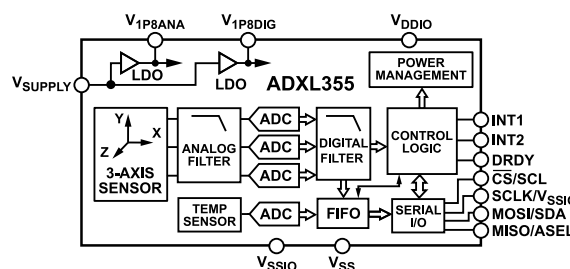 V1P8ANA
V1P8DIG
VDDIO
LDO
LDO
ADXL355
POWER
MANAGEMENT
VSUPPLY
Y
X
Z
3-AXIS
SENSOR
ANALOG
FILTER
ADC
ADC
ADC
DIGITAL
FILTER
CONTROL
LOGIC
INT1
INT2
DRDY
C̅S̅/SCL
SCLK/VSSIO
MOSI/SDA
MISO/ASEL
TEMP
SENSOR
ADC
FIFO
SERIAL
I/O
VSSIO
VSS